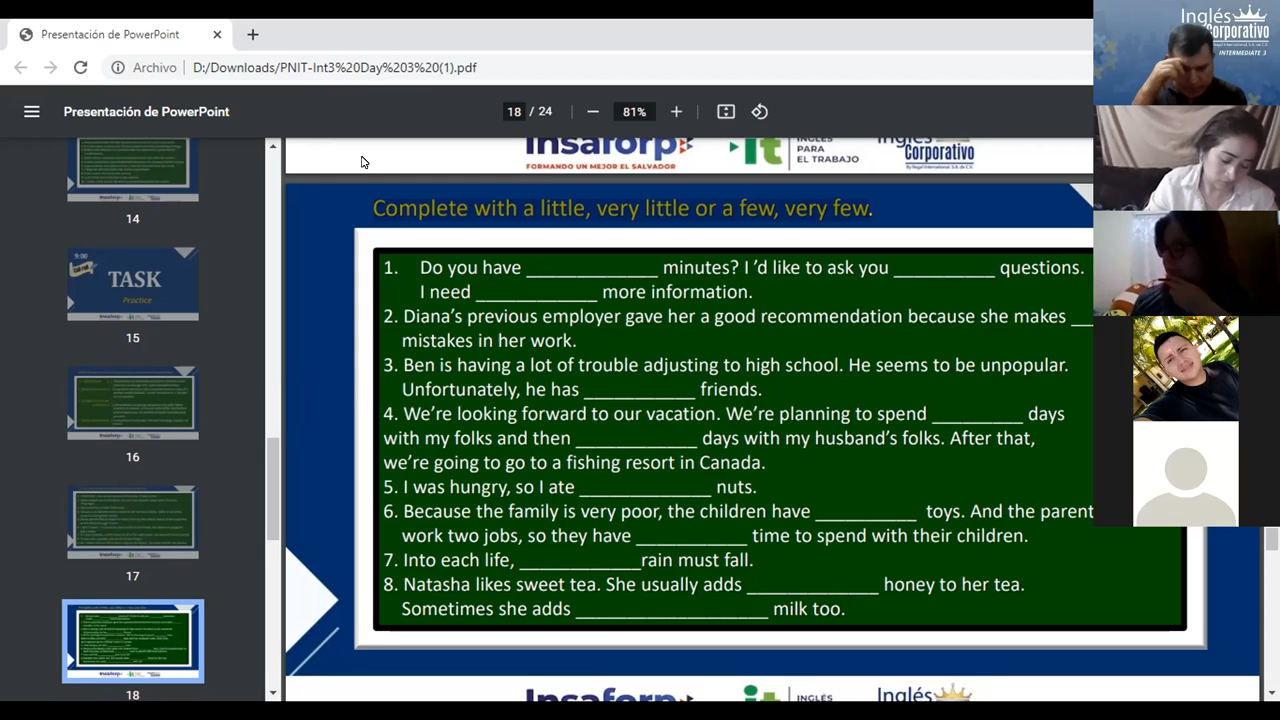 Presentación de PowerPoint
Archivo
D:/Downloads/PNIT-Int3%20Day%203%20(1).pdf
Inglés
Corporativo
INTERMEDIATE 3
Presentación de PowerPoint
18 / 24
81%
Insaforp
FORMANDO UN MEJOR EL SALVADOR
INGLÉS
PARA
EL TRABAJO
Inglés
Corporativo
14
9:00
TASK
Practice
15
16
17
18
Complete with a little, very little or a few, very few.
1. Do you have ______________ minutes? I 'd like to ask you ___________ questions.
I need _____________ more information.
2. Diana's previous employer gave her a good recommendation because she makes __
mistakes in her work.
3. Ben is having a lot of trouble adjusting to high school. He seems to be unpopular.
Unfortunately, he has ____________ friends.
4. We're looking forward to our vacation. We're planning to spend __________ days
with my folks and then _____________ days with my husband's folks. After that,
we're going to go to a fishing resort in Canada.
5. I was hungry, so I ate ______________ nuts.
6. Because the family is very poor, the children have ___________ toys. And the parent
work two jobs, so they have ____________ time to spend with their children.
7. Into each life, _____________rain must fall.
8. Natasha likes sweet tea. She usually adds ______________ honey to her tea.
Sometimes she adds _____________________ milk too.
Insaforp
it
INGLÉS
Inglés